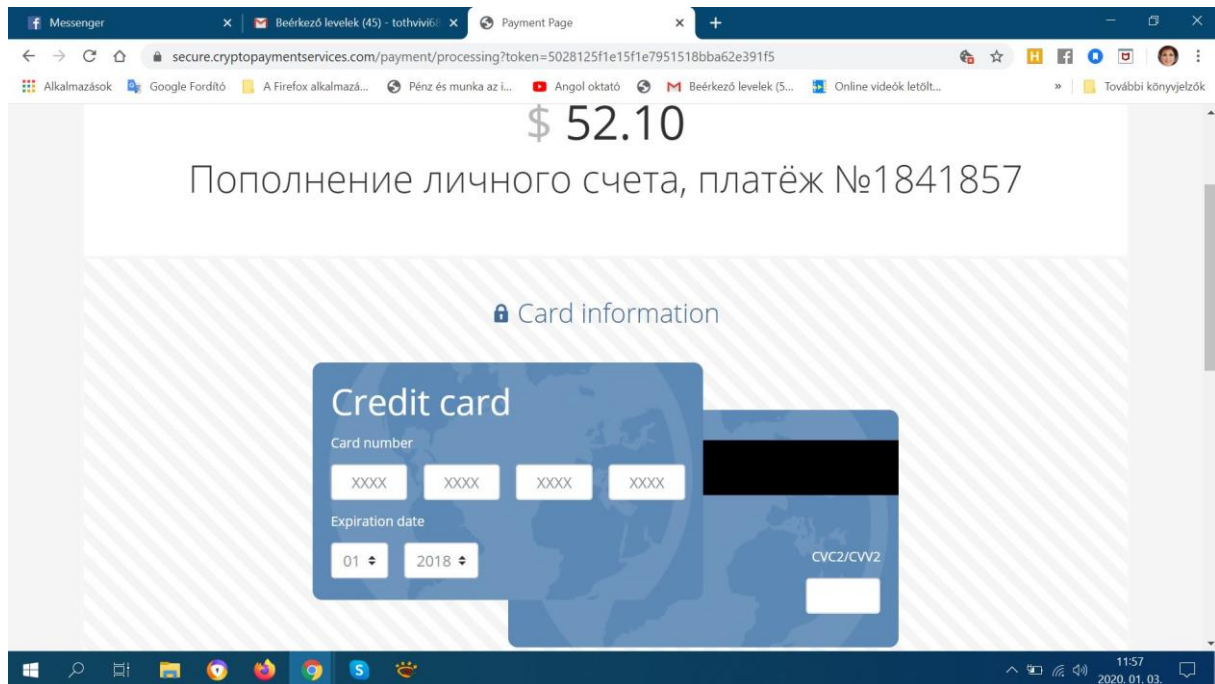 Messenger
Beérkező levelek (45) - tothvivi68
Payment Page
secure.cryptopaymentservices.com/payment/processing?token=5028125f1e15f1e7951518bba62e391f5
Alkalmazások Google Fordító A Firefox alkalmazá... Pénz és munka az i... Angol oktató Beérkező levelek (5... Online videók letölt... » További könyvjelzők
$ 52.10
Пополнение личного счета, платёж №1841857
Card information
Credit card
Card number
XXXX XXXX XXXX XXXX
Expiration date
01 2018
CVC2/CVV2
11:57
2020. 01. 03.